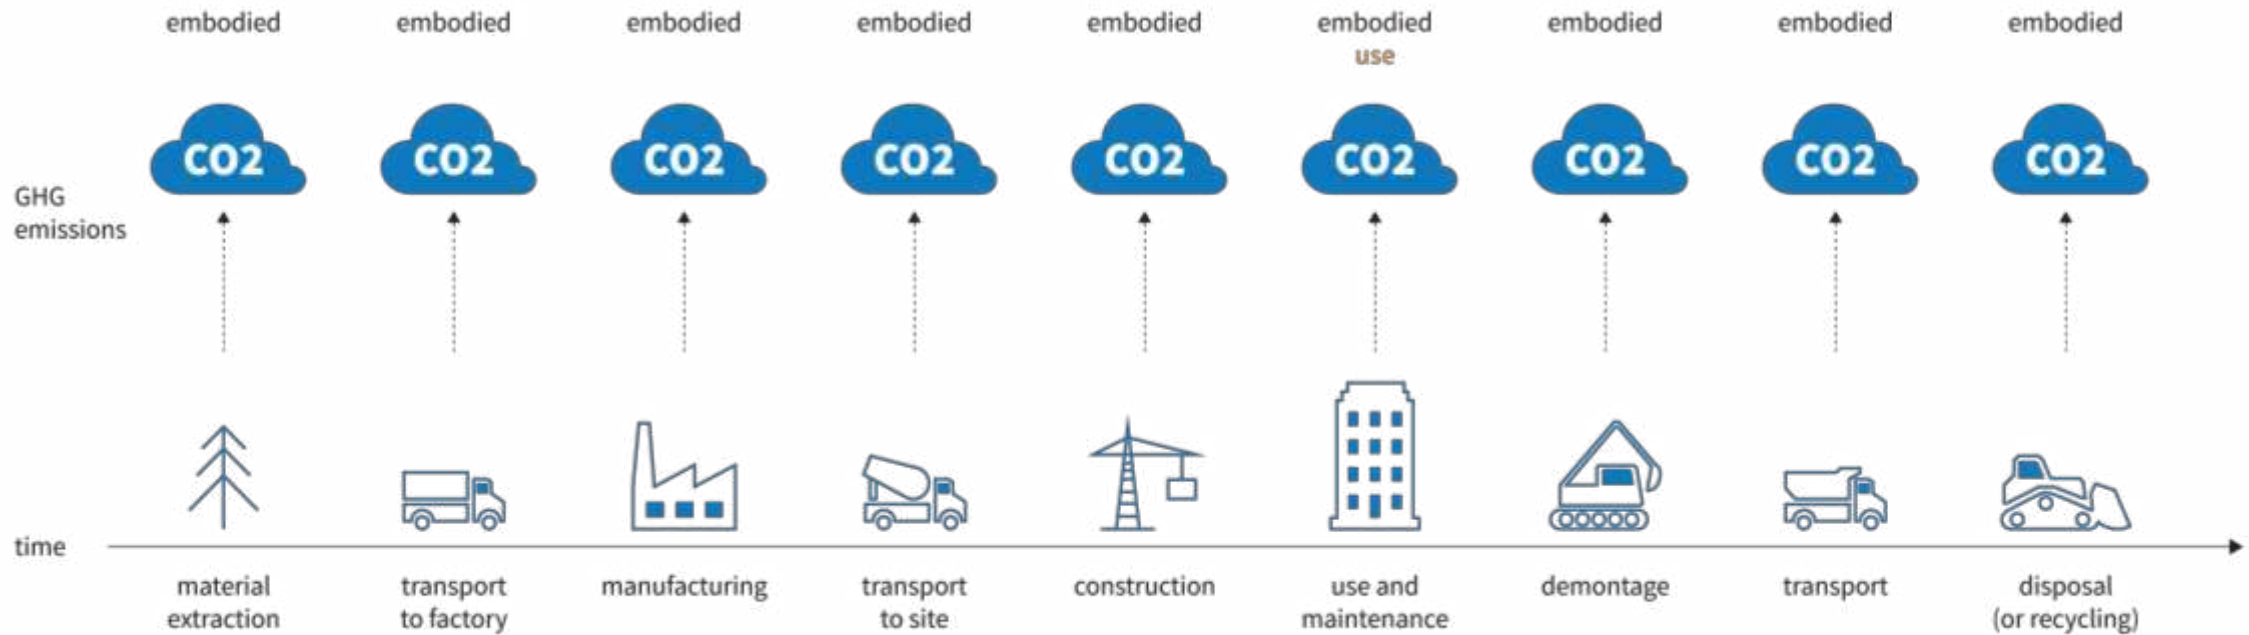 embodied embodied embodied embodied embodied embodied embodied embodied embodied
use
CO2 CO2 CO2 CO2 CO2 CO2 CO2 CO2 CO2
GHG
emissions
time
material transport manufacturing transport construction use and demontage transport disposal
extraction to factory to site maintenance (or recycling)